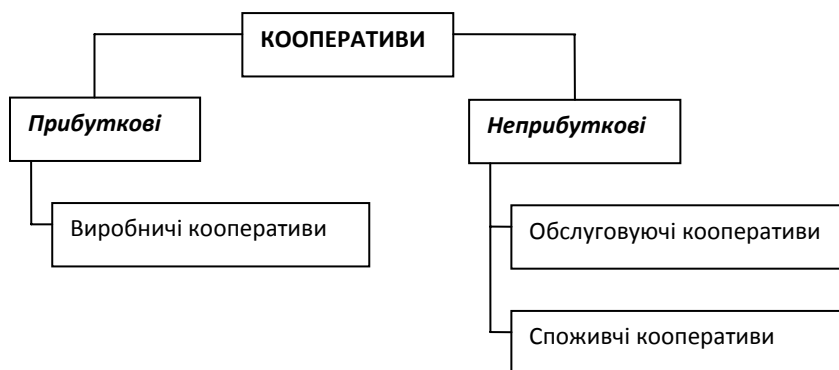 КООПЕРАТИВИ
Прибуткові
Неприбуткові
Виробничі кооперативи
Обслуговуючі кооперативи
Споживчі кооперативи